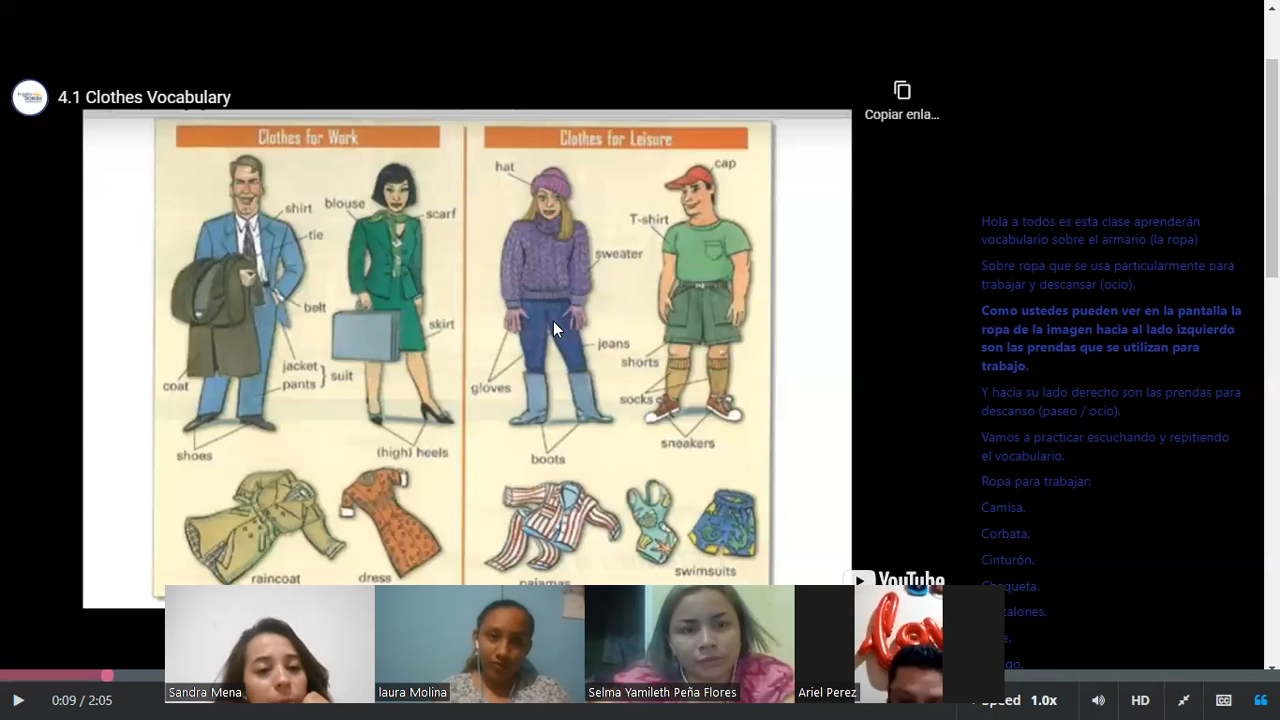 4.1 Clothes Vocabulary
Copiar enla...
Clothes for Work
Clothes for Leisure
shirt
blouse
scarf
tie
belt
skirt
jacket
pants
suit
coat
shoes
(high) heels
raincoat
dress
hat
cap
T-shirt
sweater
jeans
shorts
gloves
socks
sneakers
boots
pajamas
swimsuits
YouTube
Hola a todos es esta clase aprenderán
vocabulario sobre el armario (la ropa)
Sobre ropa que se usa particularmente para
trabajar y descansar (ocio).
Como ustedes pueden ver en la pantalla la
ropa de la imagen hacia al lado izquierdo
son las prendas que se utilizan para
trabajo.
Y hacia su lado derecho son las prendas para
descanso (paseo / ocio).
Vamos a practicar escuchando y repitiendo
el vocabulario.
Ropa para trabajar:
Camisa.
Corbata.
Cinturón.
Sandra Mena
laura Molina
Selma Yamileth Peña Flores
Ariel Perez
0:09 / 2:05
1.0x
HD